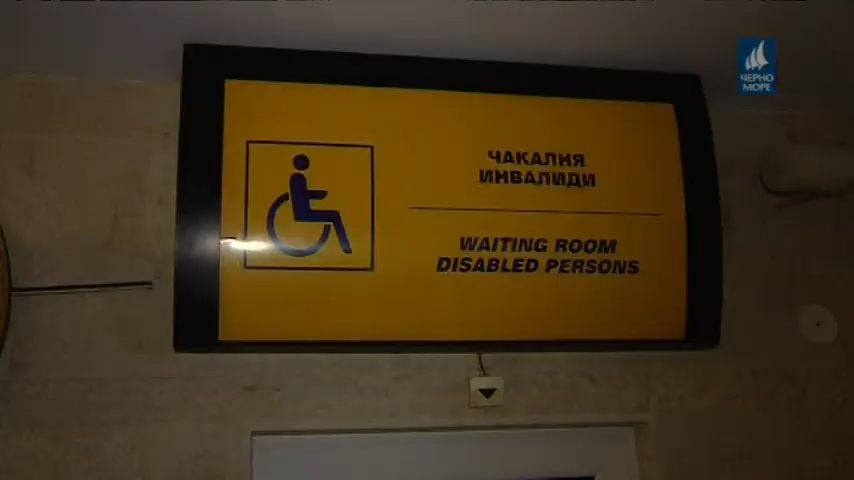 ЧЕРНО
МОРЕ
ЧАКАЛНЯ
ИНВАЛИДИ
WAITING ROOM
DISABLED PERSONS